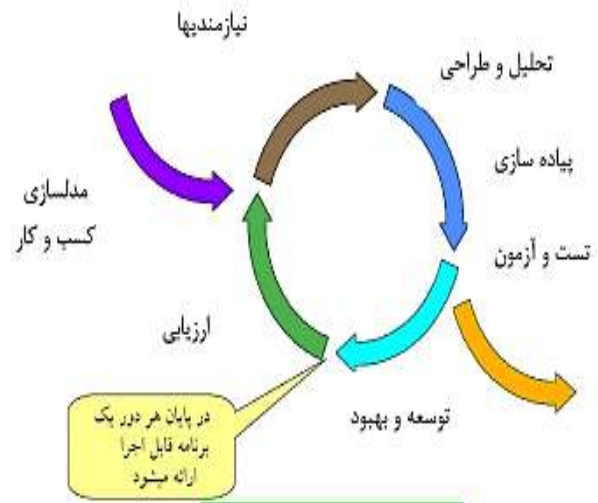 نیازمندیها
تحلیل و طراحی
پیاده سازی
تست و آزمون
مدلسازی
کسب و کار
ارزیابی
توسعه و بهبود
در پایان هر دور یک
برنامه قابل اجرا
ارائه میشود